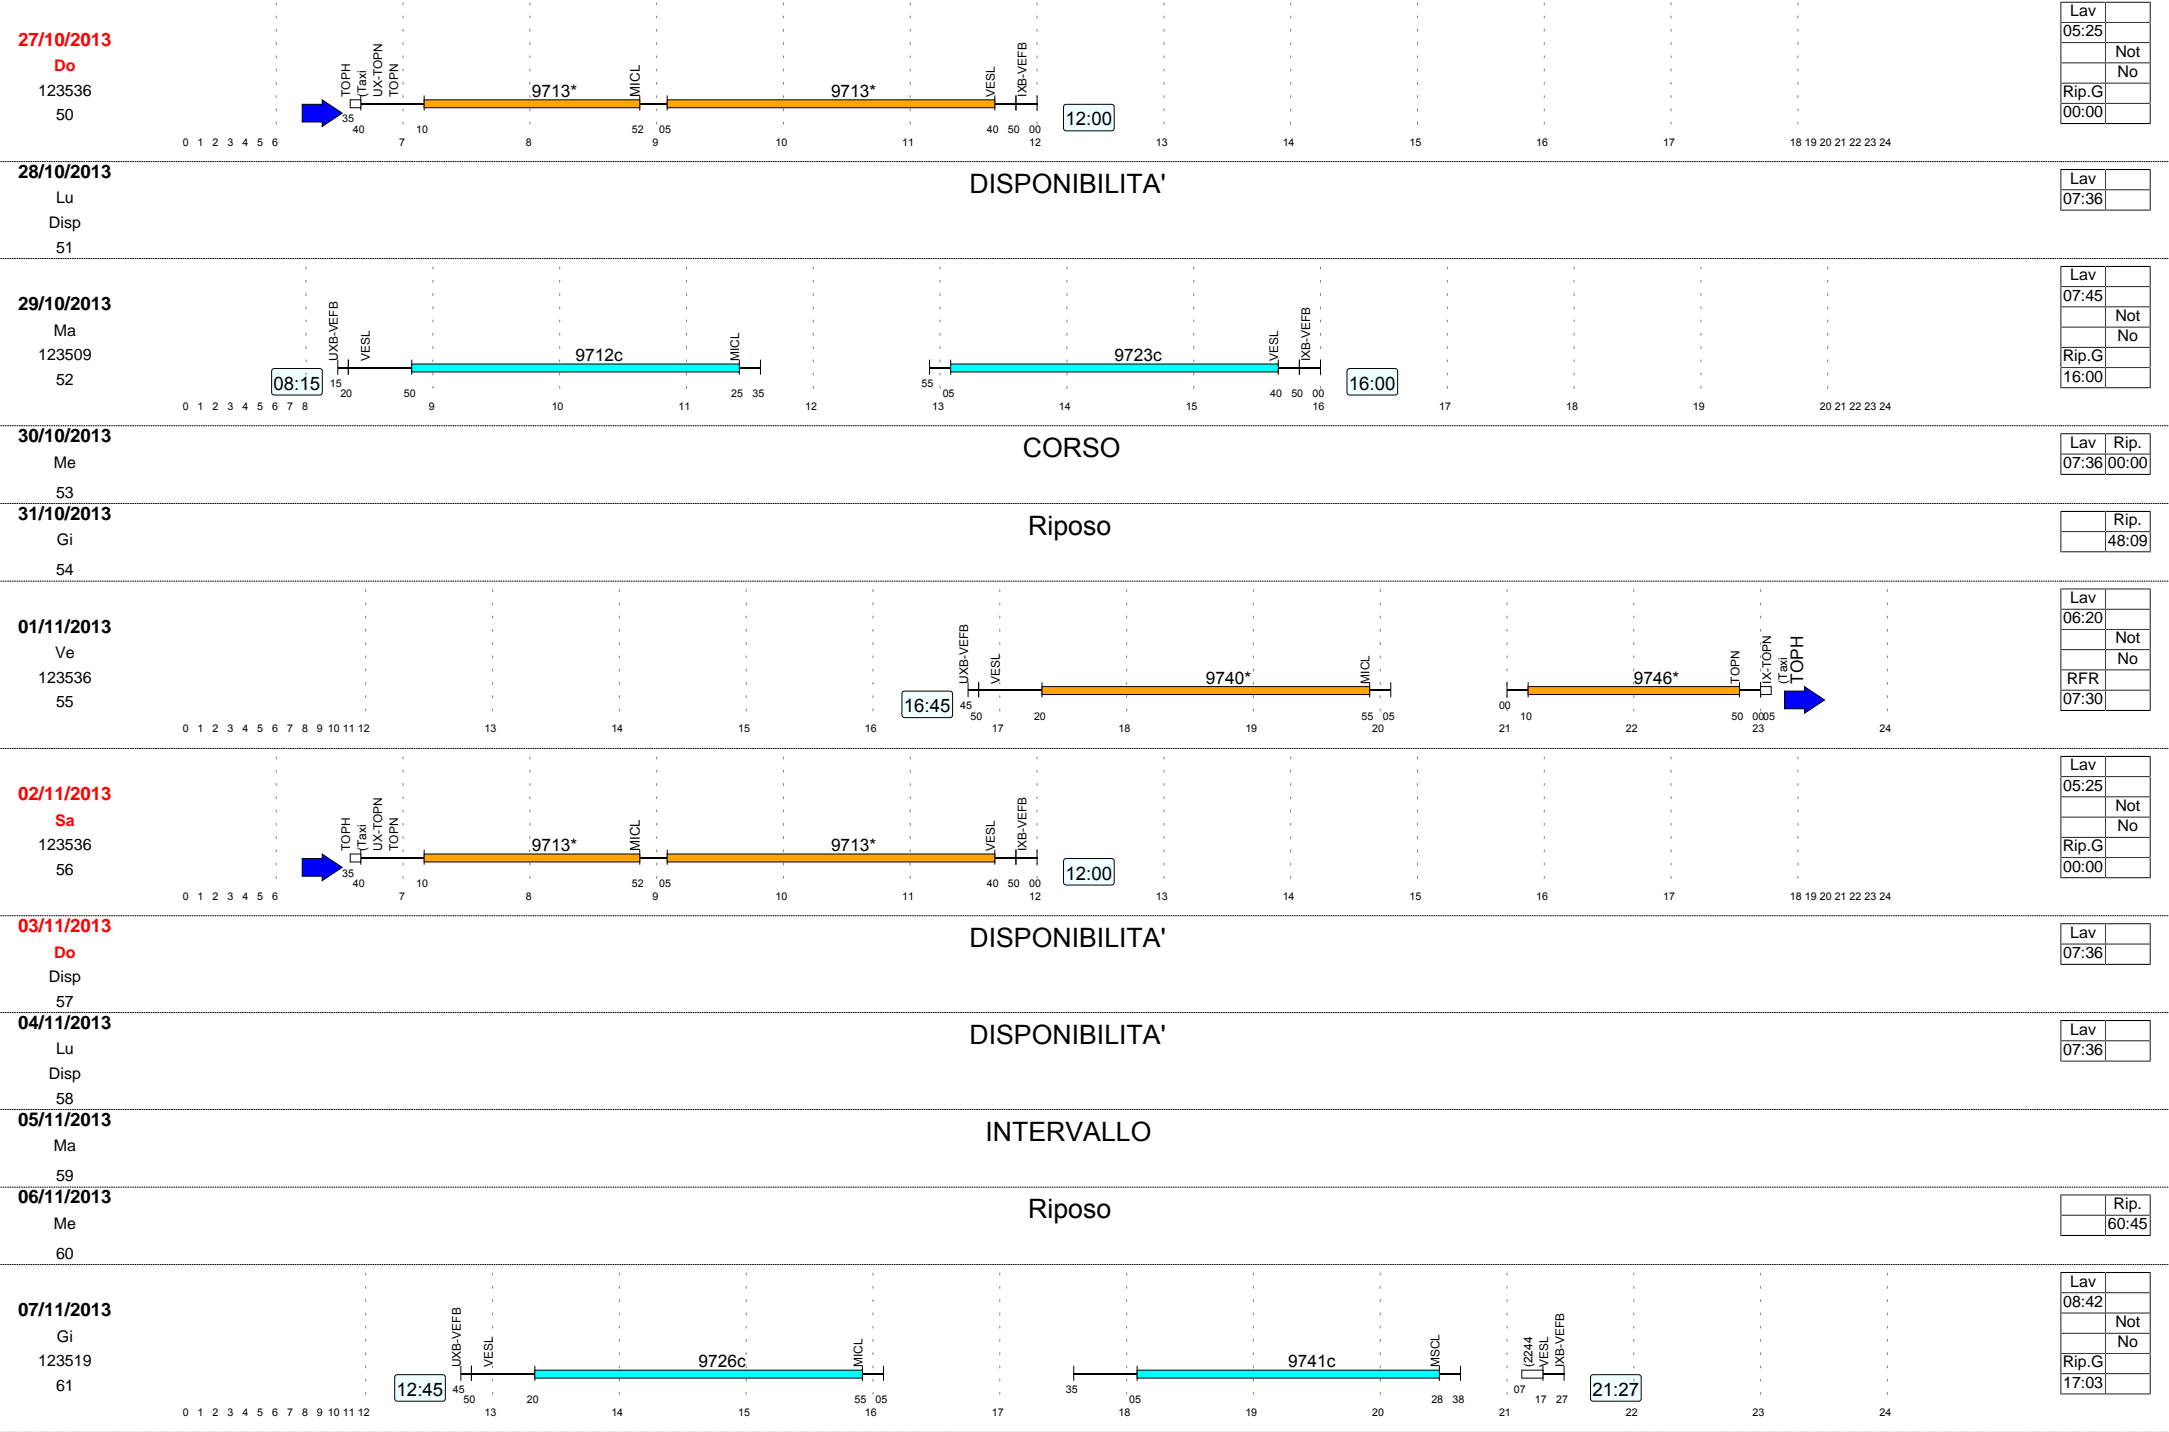 27/10/2013
Do
123536
50
TOPH
(Taxi
UX-TOPN
TOPN
9713*
MICL
9713*
VESL
IXB-VEFB
12:00
35
40 10 52 05 40 50 00
0 1 2 3 4 5 6 7 8 9 10 11 12 13 14 15 16 17 18 19 20 21 22 23 24
Lav
05:25
Not
No
Rip.G
00:00
28/10/2013
Lu
Disp
51
DISPONIBILITA'
Lav
07:36
29/10/2013
Ma
123509
52
08:15
UXB-VEFB
VESL
9712c
MICL
9723c
VESL
IXB-VEFB
16:00
15 20 50 25 35 55 05 40 50 00
0 1 2 3 4 5 6 7 8 9 10 11 12 13 14 15 16 17 18 19 20 21 22 23 24
Lav
07:45
Not
No
Rip.G
16:00
30/10/2013
Me
53
CORSO
Lav Rip.
07:36 00:00
31/10/2013
Gi
54
Riposo
Rip.
48:09
01/11/2013
Ve
123536
55
16:45
UXB-VEFB
VESL
9740*
MICL
9746*
TOPN
IX-TOPN
(Taxi
TOPH
45 50 20 55 05 00 10 50 00 05
0 1 2 3 4 5 6 7 8 9 10 11 12 13 14 15 16 17 18 19 20 21 22 23 24
Lav
06:20
Not
No
RFR
07:30
02/11/2013
Sa
123536
56
TOPH
(Taxi
UX-TOPN
TOPN
9713*
MICL
9713*
VESL
IXB-VEFB
12:00
35
40 10 52 05 40 50 00
0 1 2 3 4 5 6 7 8 9 10 11 12 13 14 15 16 17 18 19 20 21 22 23 24
Lav
05:25
Not
No
Rip.G
00:00
03/11/2013
Do
Disp
57
DISPONIBILITA'
Lav
07:36
04/11/2013
Lu
Disp
58
DISPONIBILITA'
Lav
07:36
05/11/2013
Ma
59
INTERVALLO
06/11/2013
Me
60
Riposo
Rip.
60:45
07/11/2013
Gi
123519
61
12:45
UXB-VEFB
VESL
9726c
MICL
9741c
MSCL
(2244
VESL
IXB-VEFB
21:27
45 50 20 55 05 35 05 28 38 07 17 27
0 1 2 3 4 5 6 7 8 9 10 11 12 13 14 15 16 17 18 19 20 21 22 23 24
Lav
08:42
Not
No
Rip.G
17:03